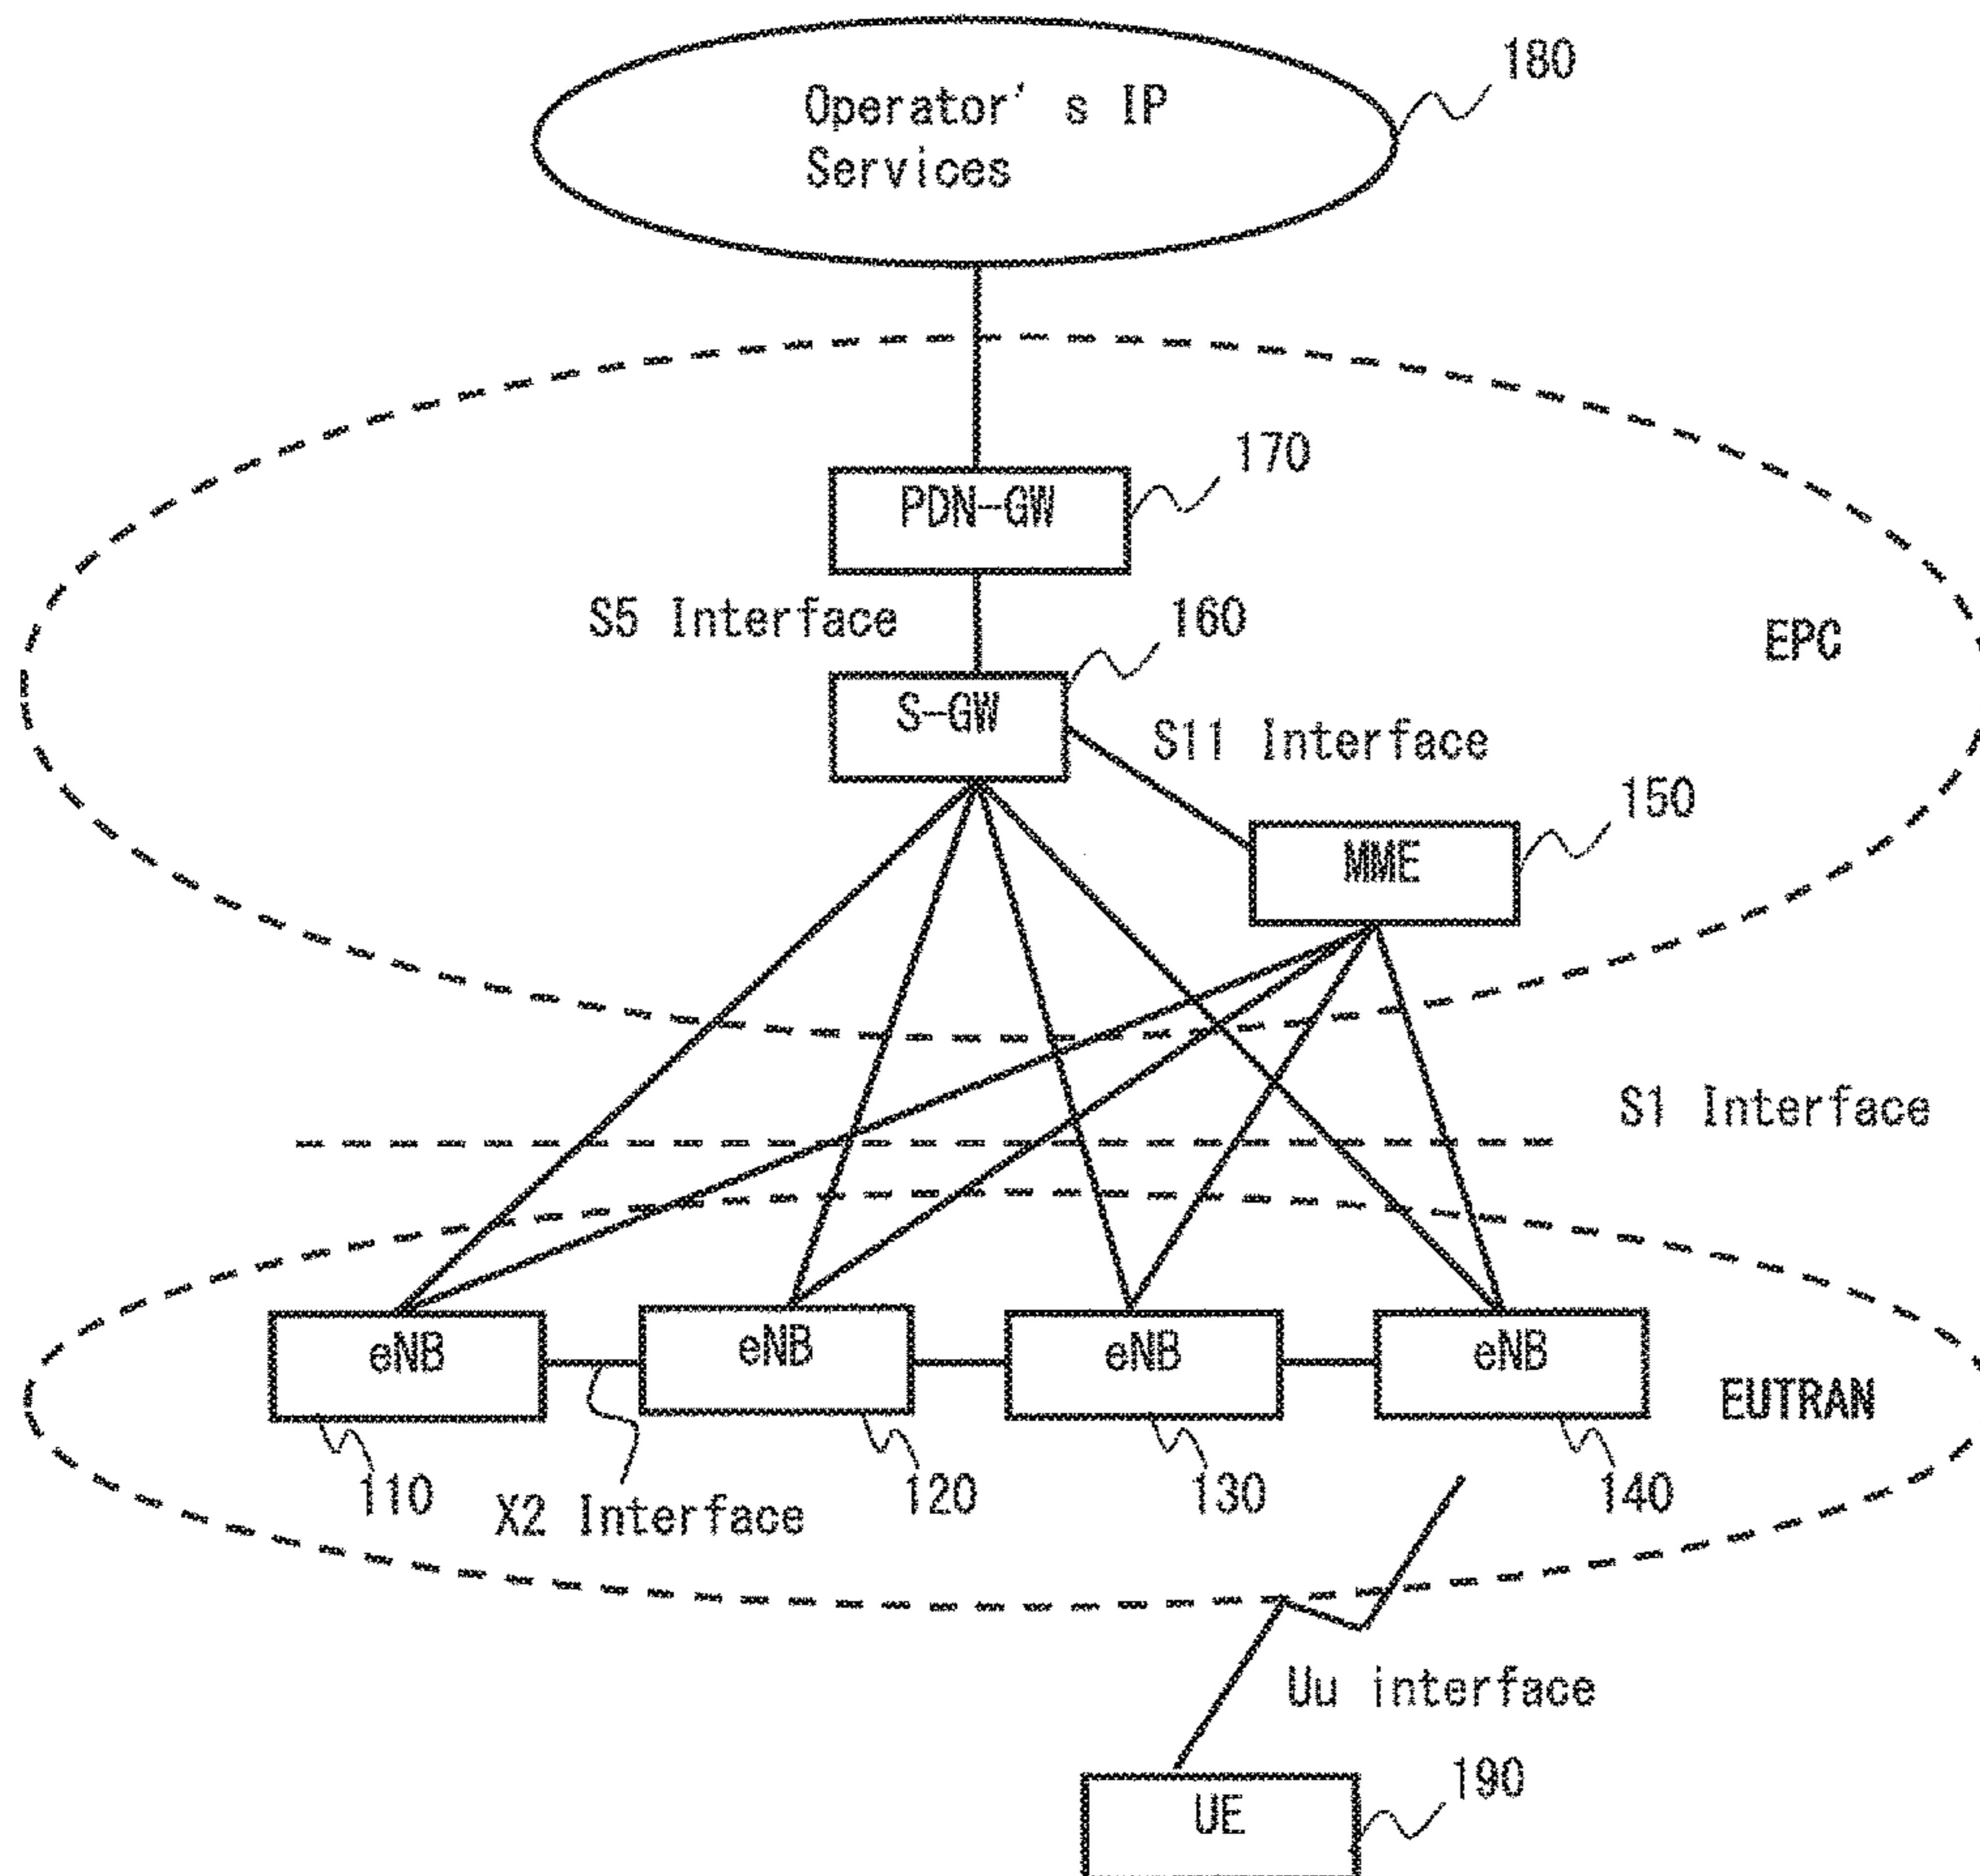 180
Operator's IP
Services
170
PDN-GW
S5 Interface
160
EPC
S-GW
S11 Interface
150
MME
S1 Interface
eNB
eNB
eNB
eNB
EUTRAN
110
X2 Interface
120
130
140
Uu interface
190
UE